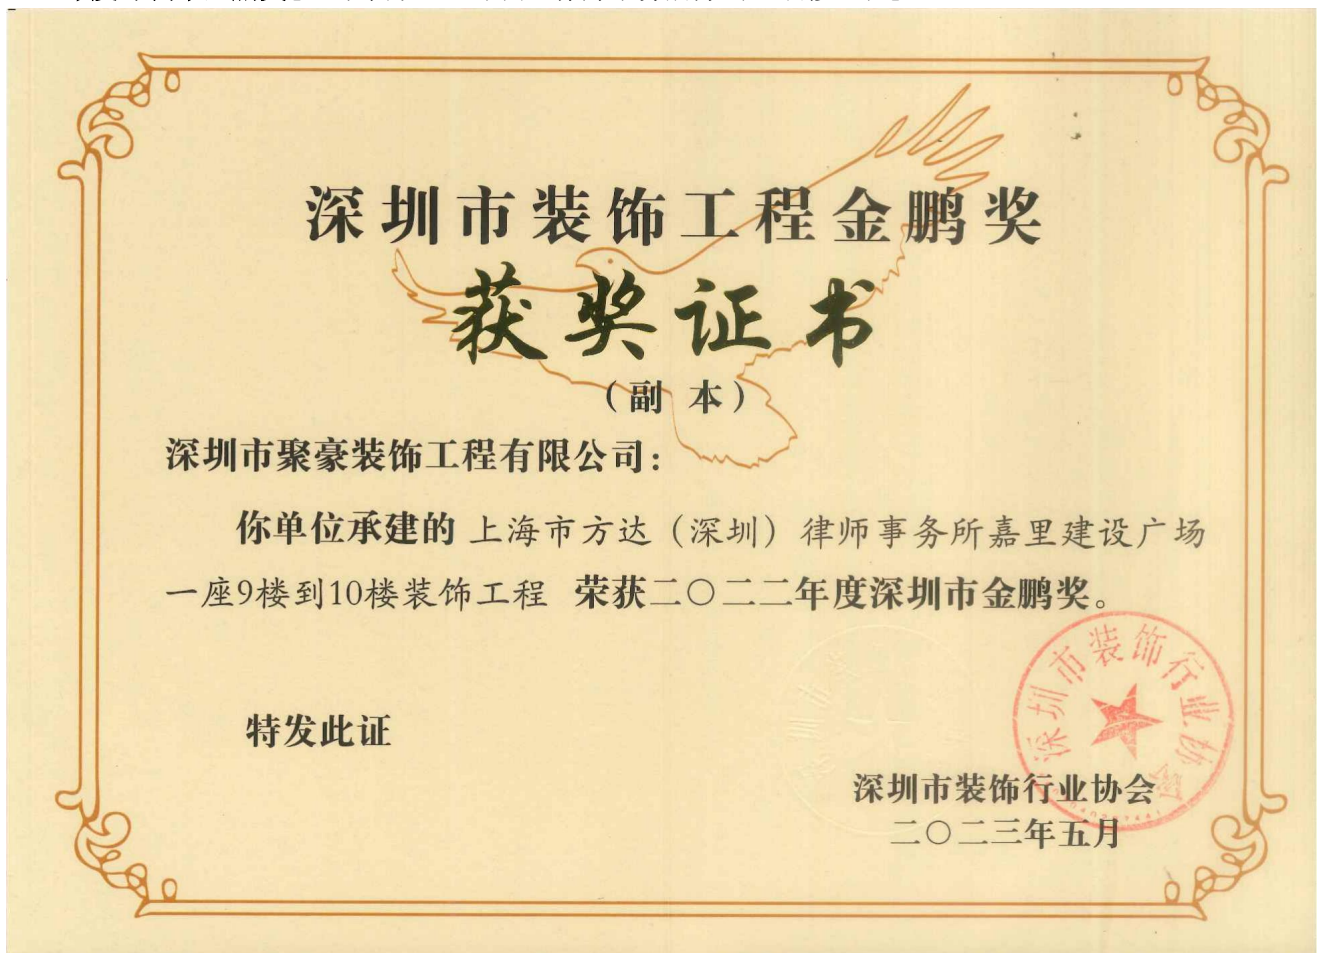 深圳市装饰工程金鹏奖
获奖证书
（副 本）
深圳市聚豪装饰工程有限公司：
你单位承建的 上海市方达（深圳）律师事务所嘉里建设广场
一座9楼到10楼装饰工程 荣获二〇二二年度深圳市金鹏奖。
特发此证
深圳市装饰行业协会
深圳市装饰行业协会
二〇二三年五月